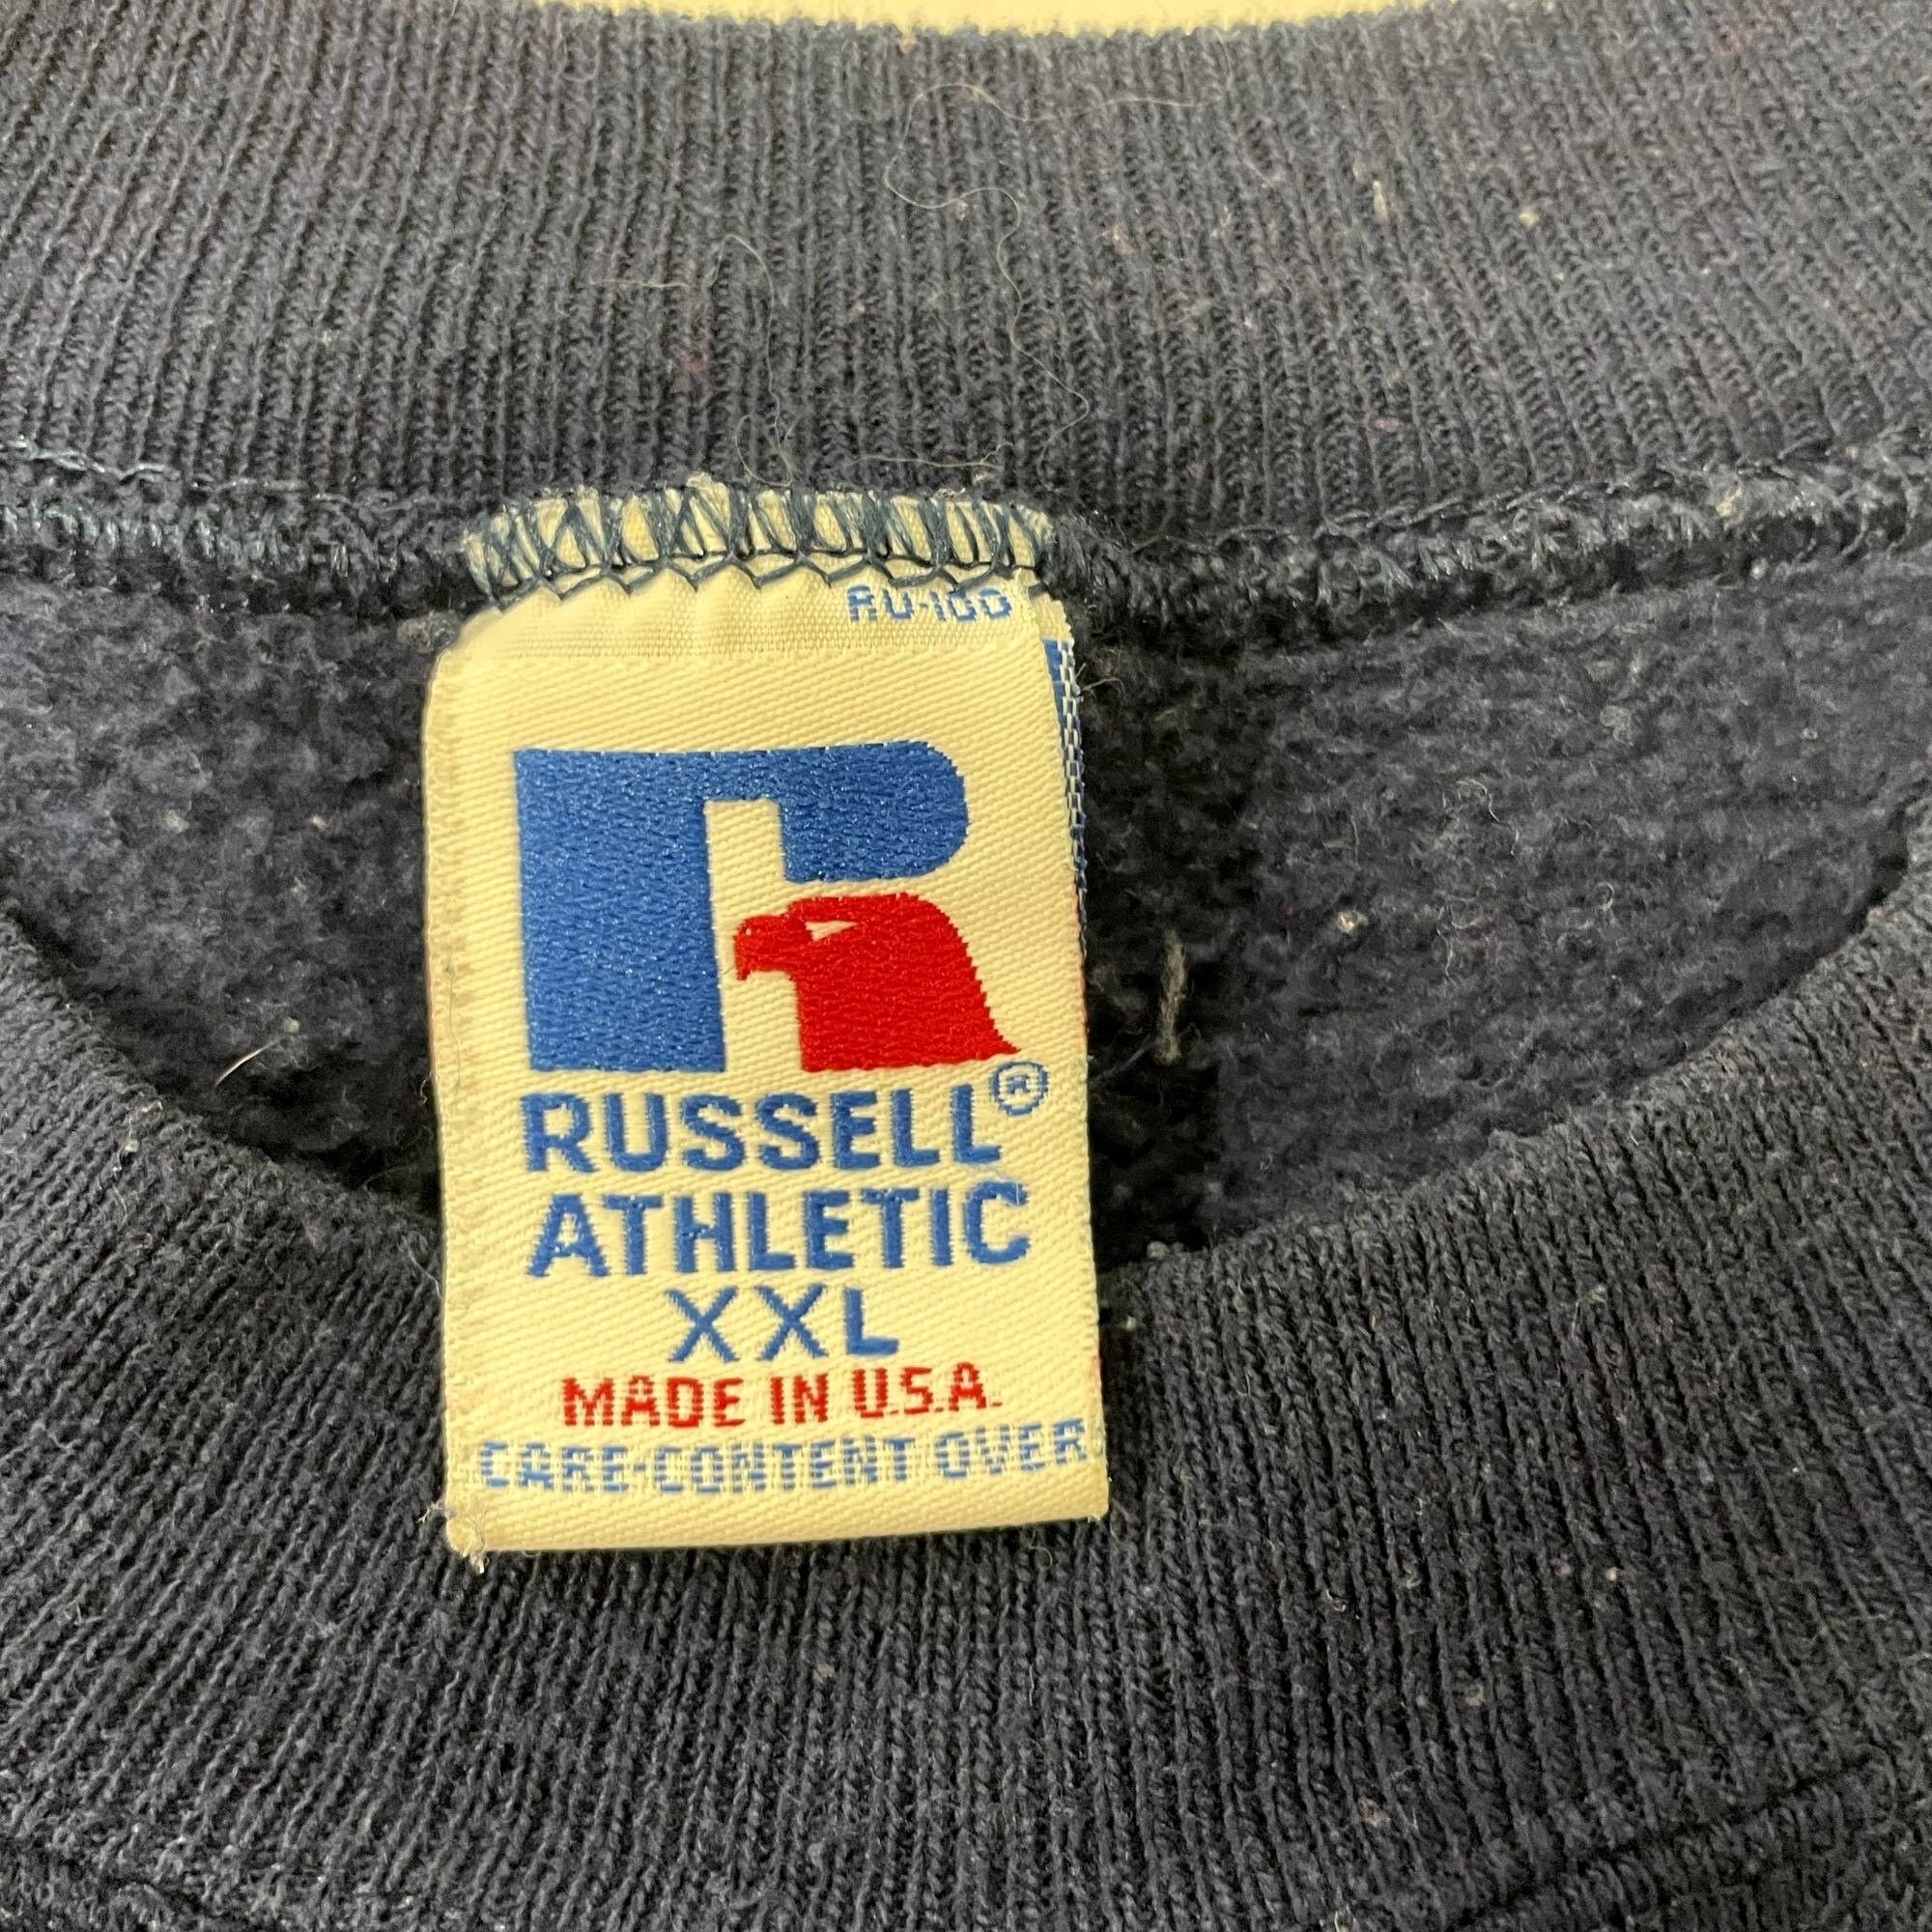 RU-100
RUSSELL®
ATHLETIC
XXL
MADE IN U.S.A.
CARE-CONTENT OVER